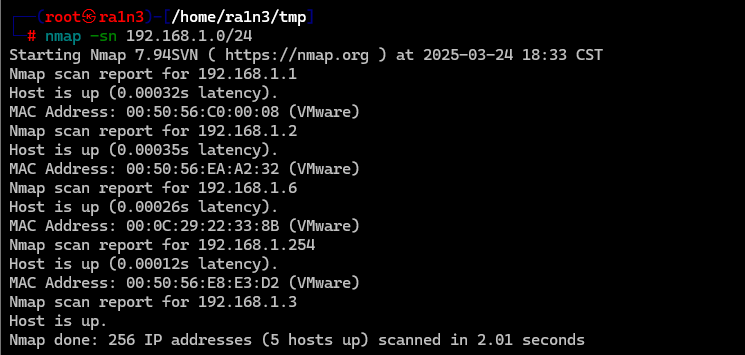 ┌──(root㉿ra1n3)-[/home/ra1n3/tmp]
└─# nmap -sn 192.168.1.0/24
Starting Nmap 7.94SVN ( https://nmap.org ) at 2025-03-24 18:33 CST
Nmap scan report for 192.168.1.1
Host is up (0.00032s latency).
MAC Address: 00:50:56:C0:00:08 (VMware)
Nmap scan report for 192.168.1.2
Host is up (0.00035s latency).
MAC Address: 00:50:56:EA:A2:32 (VMware)
Nmap scan report for 192.168.1.6
Host is up (0.00026s latency).
MAC Address: 00:0C:29:22:33:8B (VMware)
Nmap scan report for 192.168.1.254
Host is up (0.00012s latency).
MAC Address: 00:50:56:E8:E3:D2 (VMware)
Nmap scan report for 192.168.1.3
Host is up.
Nmap done: 256 IP addresses (5 hosts up) scanned in 2.01 seconds